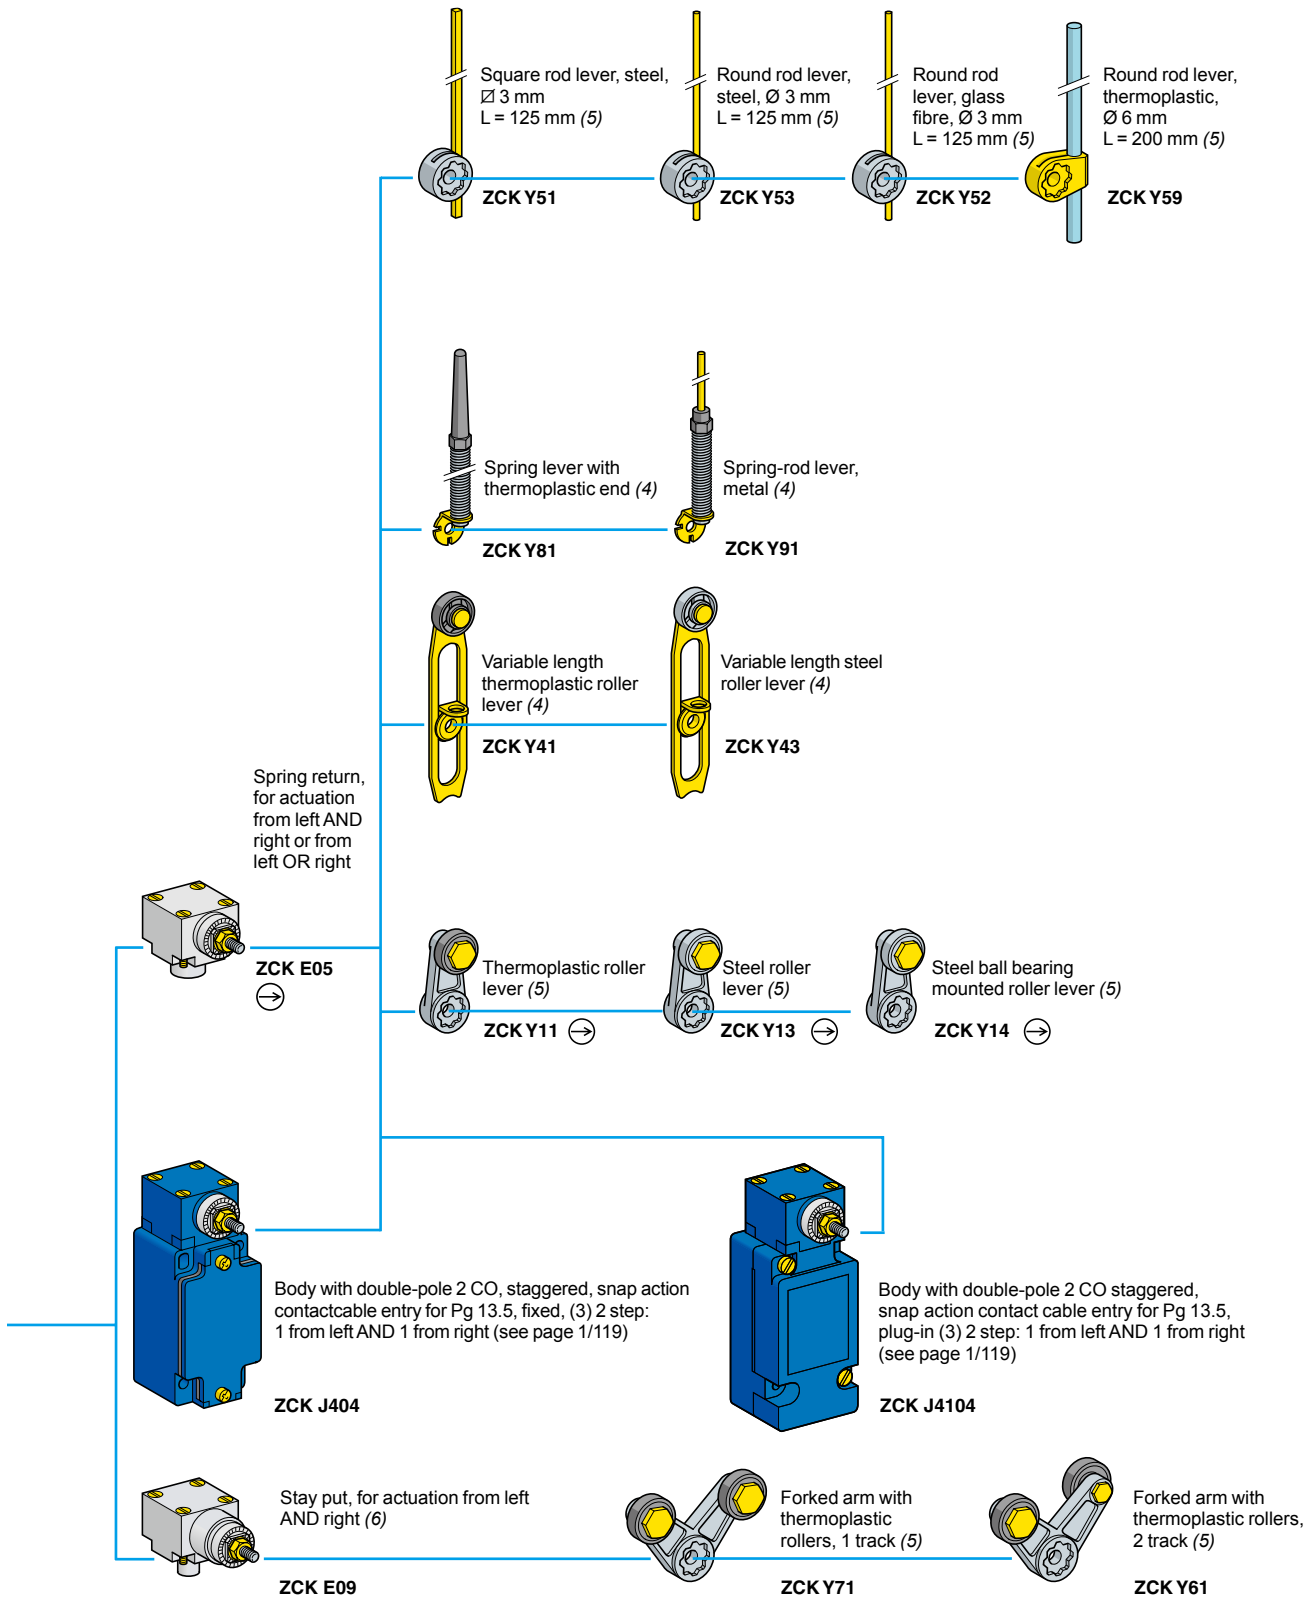 Square rod lever, steel,
⌀ 3 mm
L = 125 mm (5)
ZCK Y51
Round rod lever,
steel, Ø 3 mm
L = 125 mm (5)
ZCK Y53
Round rod
lever, glass
fibre, Ø 3 mm
L = 125 mm (5)
ZCK Y52
Round rod lever,
thermoplastic,
Ø 6 mm
L = 200 mm (5)
ZCK Y59
Spring lever with
thermoplastic end (4)
ZCK Y81
Spring-rod lever,
metal (4)
ZCK Y91
Variable length
thermoplastic roller
lever (4)
ZCK Y41
Variable length steel
roller lever (4)
ZCK Y43
Spring return,
for actuation
from left AND
right or from
left OR right
ZCK E05
Thermoplastic roller
lever (5)
ZCK Y11
Steel roller
lever (5)
ZCK Y13
Steel ball bearing
mounted roller lever (5)
ZCK Y14
Body with double-pole 2 CO, staggered, snap action
contactcable entry for Pg 13.5, fixed, (3) 2 step:
1 from left AND 1 from right (see page 1/119)
ZCK J404
Body with double-pole 2 CO staggered,
snap action contact cable entry for Pg 13.5,
plug-in (3) 2 step: 1 from left AND 1 from right
(see page 1/119)
ZCK J4104
Stay put, for actuation from left
AND right (6)
ZCK E09
Forked arm with
thermoplastic
rollers, 1 track (5)
ZCK Y71
Forked arm with
thermoplastic rollers,
2 track (5)
ZCK Y61